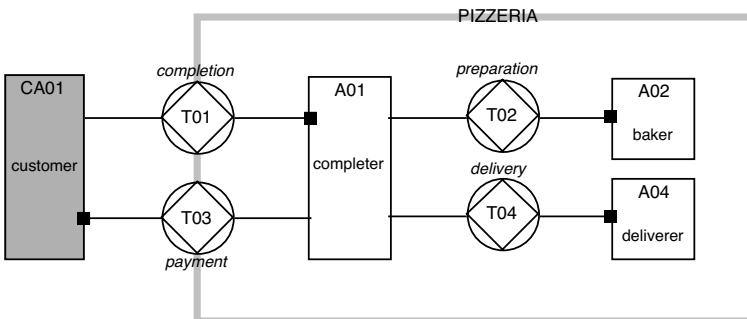 PIZZERIA
completion
preparation
CA01
A01
A02
T01
T02
baker
customer
completer
delivery
A04
T03
T04
deliverer
payment